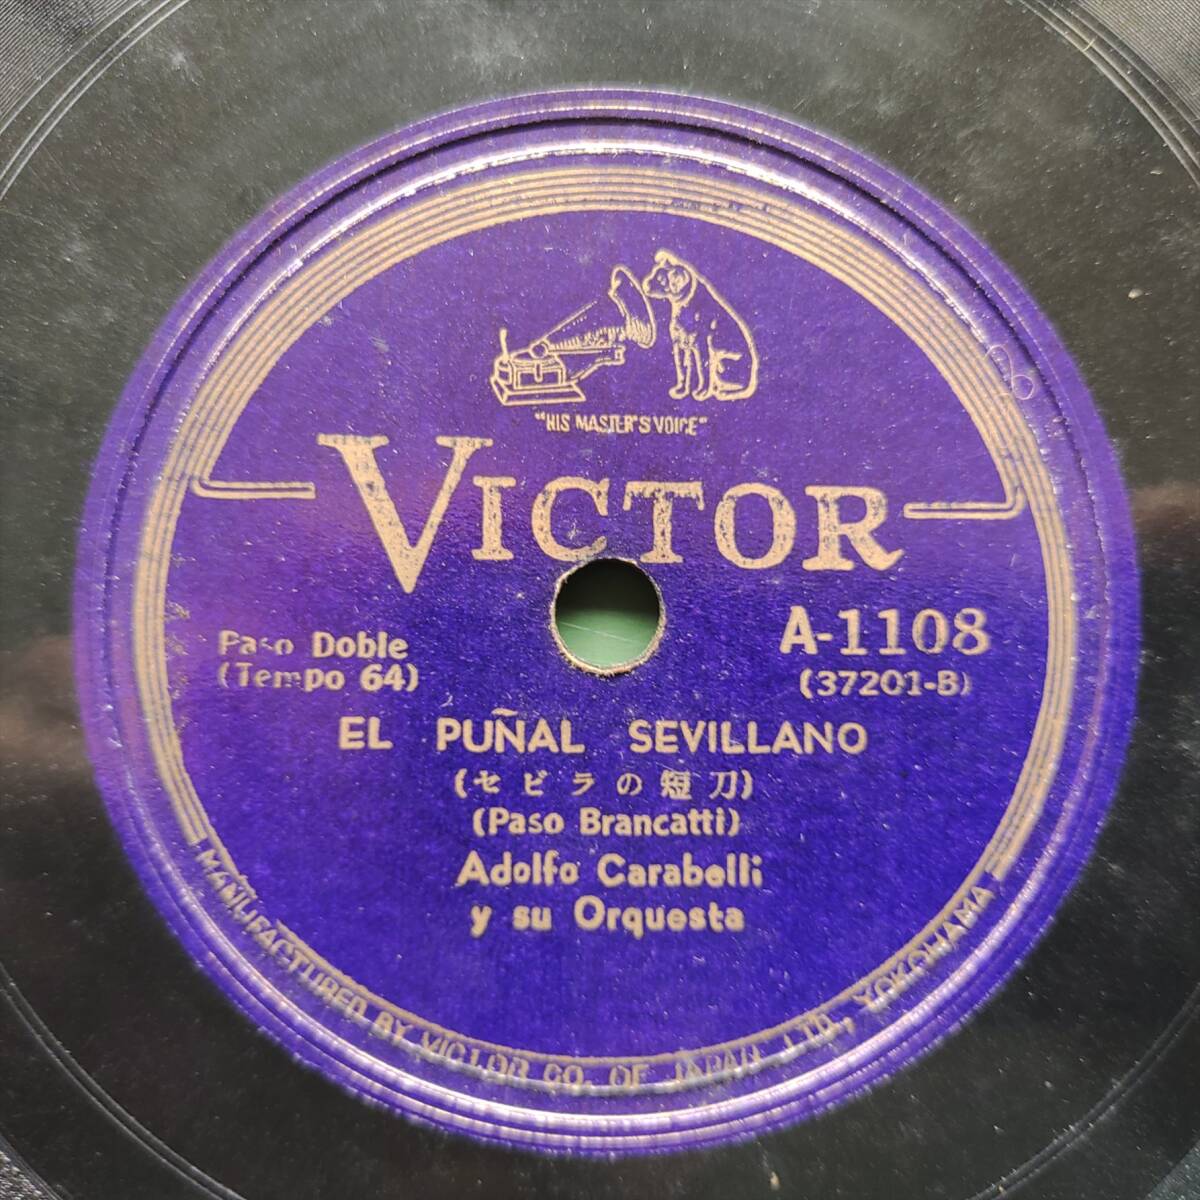 "HIS MASTER'S VOICE"
VICTOR
Paso Doble
(Tempo 64)
A-1108
(37201-B)
EL PUÑAL SEVILLANO
(セビラの短刀)
(Paso Brancatti)
Adolfo Carabelli
y su Orquesta
MANUFACTURED BY VICTOR CO. OF JAPAN, LTD., YOKOHAMA